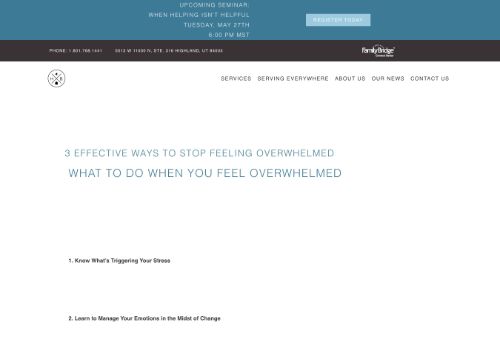 UPCOMING SEMINAR:
WHEN HELPING ISN'T HELPFUL
TUESDAY, MAY 27TH
6:00 PM MST
REGISTER TODAY
PHONE: 1.801.768.1441
5513 W 11000 N, STE. 216 HIGHLAND, UT 84003
FamilyBridge
SERVICES
SERVING EVERYWHERE
ABOUT US
OUR NEWS
CONTACT US
3 EFFECTIVE WAYS TO STOP FEELING OVERWHELMED
WHAT TO DO WHEN YOU FEEL OVERWHELMED
1. Know What's Triggering Your Stress
2. Learn to Manage Your Emotions in the Midst of Change